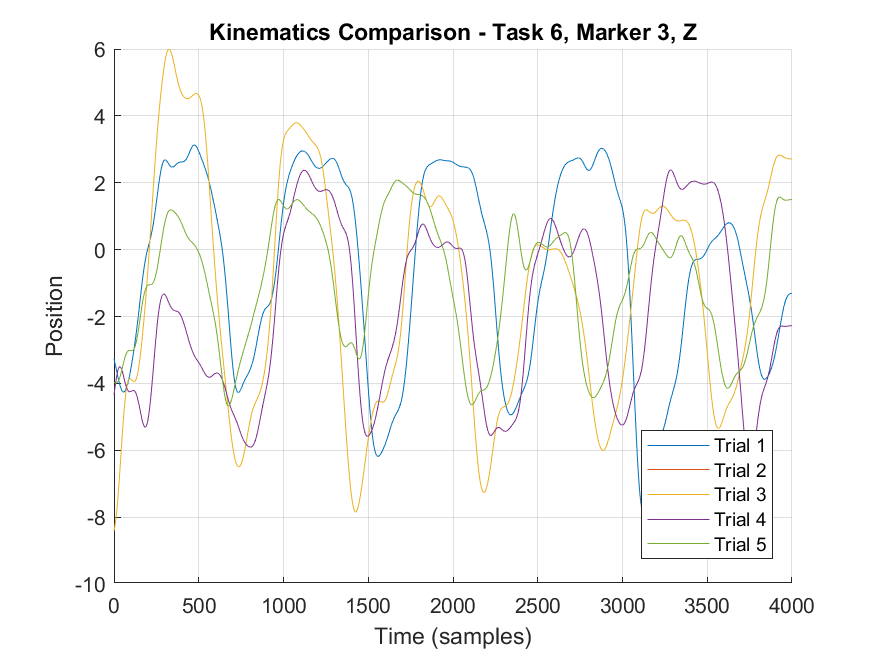 Kinematics Comparison - Task 6, Marker 3, Z
6
4
2
0
-2
-4
-6
-8
-10
Position
Trial 1
Trial 2
Trial 3
Trial 4
Trial 5
0 500 1000 1500 2000 2500 3000 3500 4000
Time (samples)